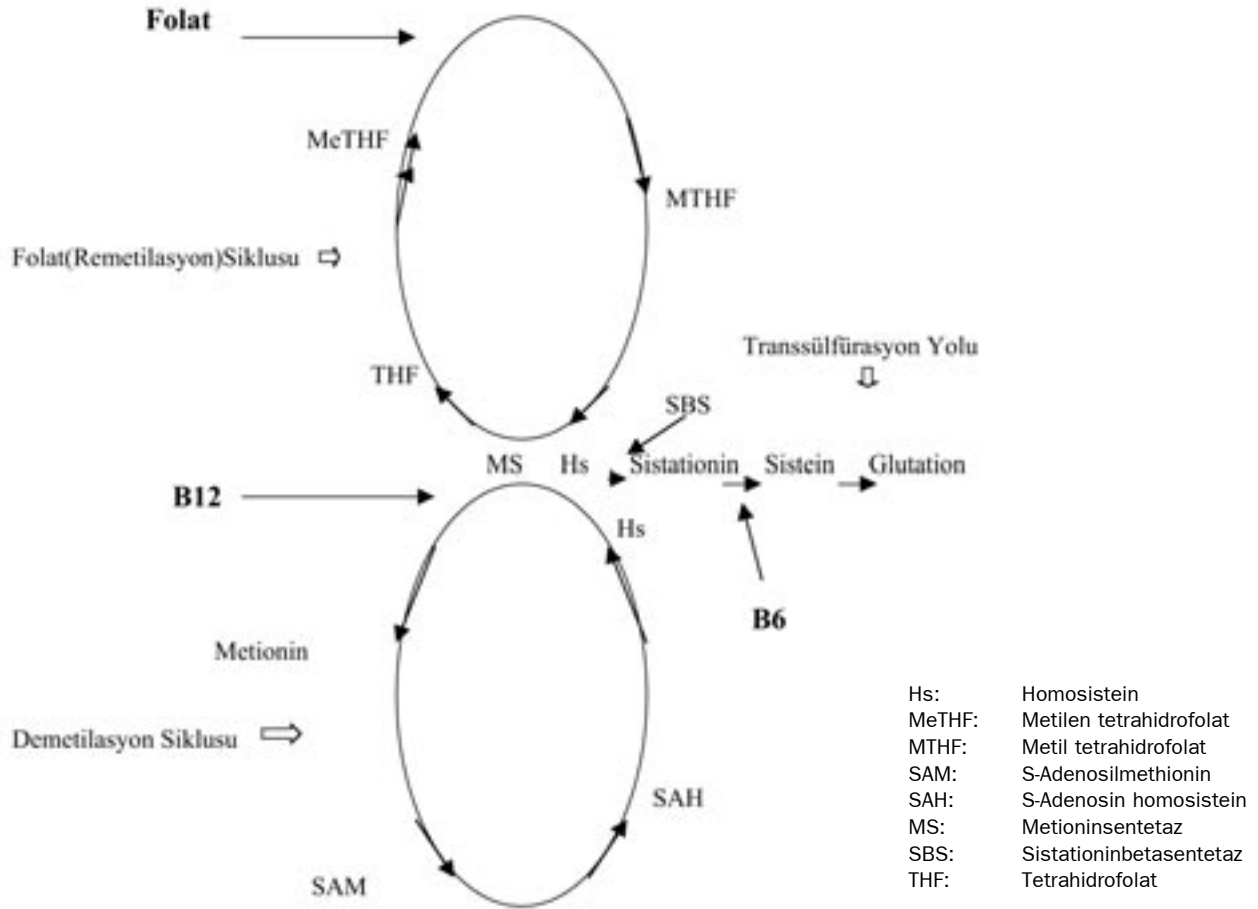 Folat
MeTHF
MTHF
Folat(Remetilasyon)Siklusu
Transsülfürasyon Yolu
THF
SBS
MS Hs Sistationin Sistein Glutation
B12
Hs
B6
Metionin
Demetilasyon Siklusu
SAH
SAM
Hs: Homosistein
MeTHF: Metilen tetrahidrofolat
MTHF: Metil tetrahidrofolat
SAM: S-Adenosilmethionin
SAH: S-Adenosin homosistein
MS: Metioninsentetaz
SBS: Sistationinbetasentetaz
THF: Tetrahidrofolat